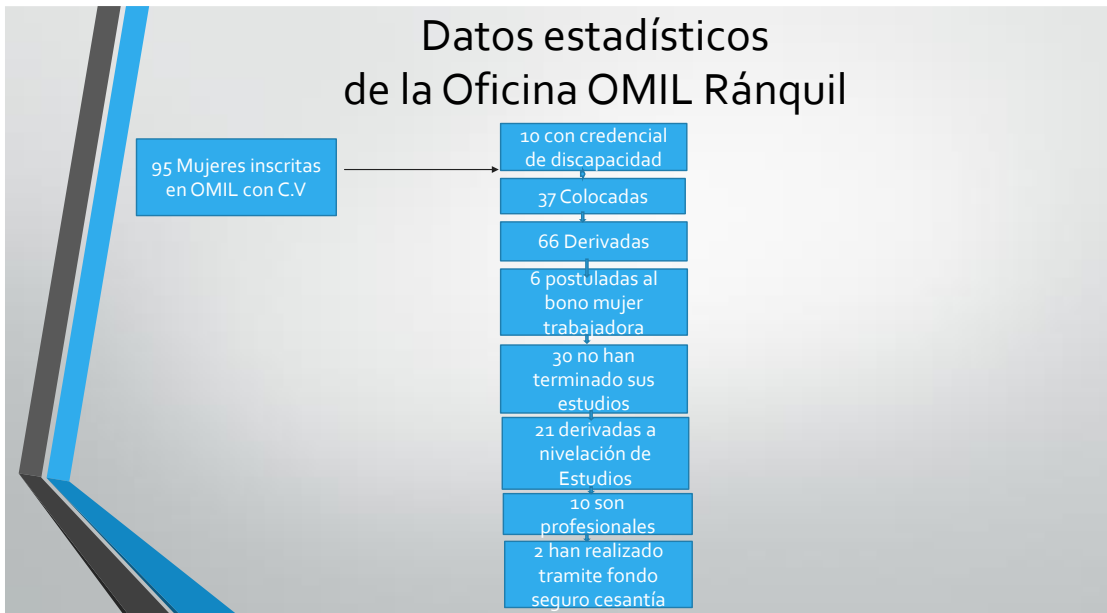 Datos estadísticos
de la Oficina OMIL Ránquil
95 Mujeres inscritas
en OMIL con C.V
10 con credencial
de discapacidad
37 Colocadas
66 Derivadas
6 postuladas al
bono mujer
trabajadora
30 no han
terminado sus
estudios
21 derivadas a
nivelación de
Estudios
10 son
profesionales
2 han realizado
tramite fondo
seguro cesantía